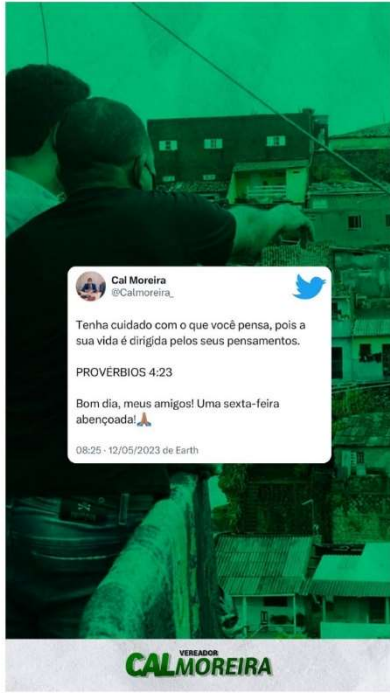 Cal Moreira
@Calmoreira_
Tenha cuidado com o que você pensa, pois a
sua vida é dirigida pelos seus pensamentos.
PROVÉRBIOS 4:23
Bom dia, meus amigos! Uma sexta-feira
abençoada!🙏🏽
08:25 · 12/05/2023 de Earth
VEREADOR
CALMOREIRA